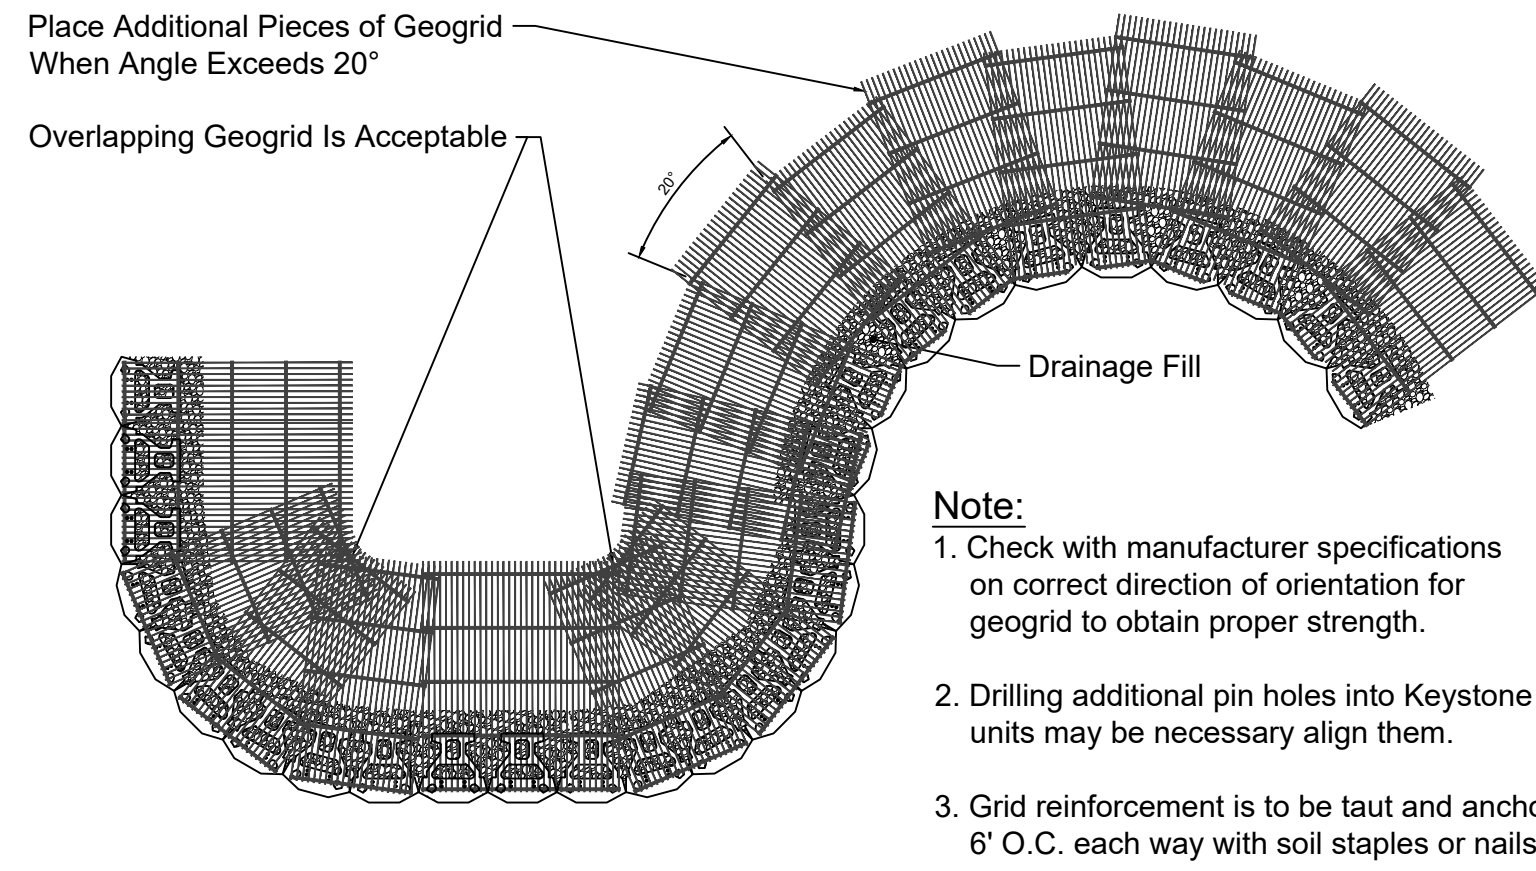 Place Additional Pieces of Geogrid
When Angle Exceeds 20°
Overlapping Geogrid Is Acceptable
20°
Drainage Fill
Note:
1. Check with manufacturer specifications
on correct direction of orientation for
geogrid to obtain proper strength.
2. Drilling additional pin holes into Keystone
units may be necessary align them.
3. Grid reinforcement is to be taut and
6' O.C. each way with soil staples or nails